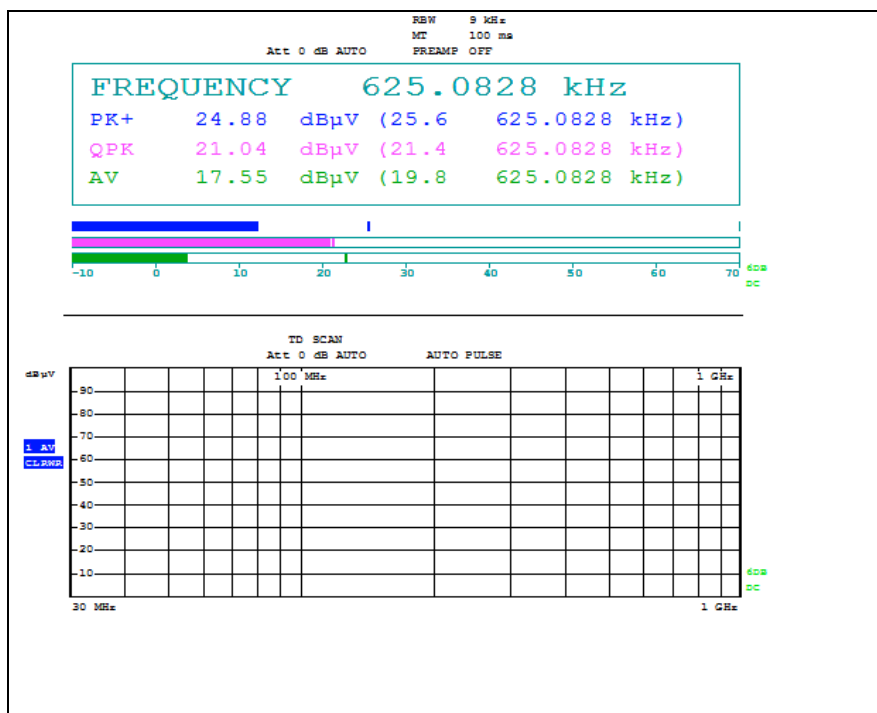 RBW 9 kHz
MT 100 ms
Att 0 dB AUTO PREAMP OFF
FREQUENCY 625.0828 kHz
PK+ 24.88 dBµV (25.6 625.0828 kHz)
QPK 21.04 dBµV (21.4 625.0828 kHz)
AV 17.55 dBµV (19.8 625.0828 kHz)
-10 0 10 20 30 40 50 60 70
6DB
DC
TD SCAN
Att 0 dB AUTO AUTO PULSE
dBµV
100 MHz 1 GHz
90
80
70
1 AV
CLRWR
60
50
40
30
20
10
6DB
DC
30 MHz 1 GHz